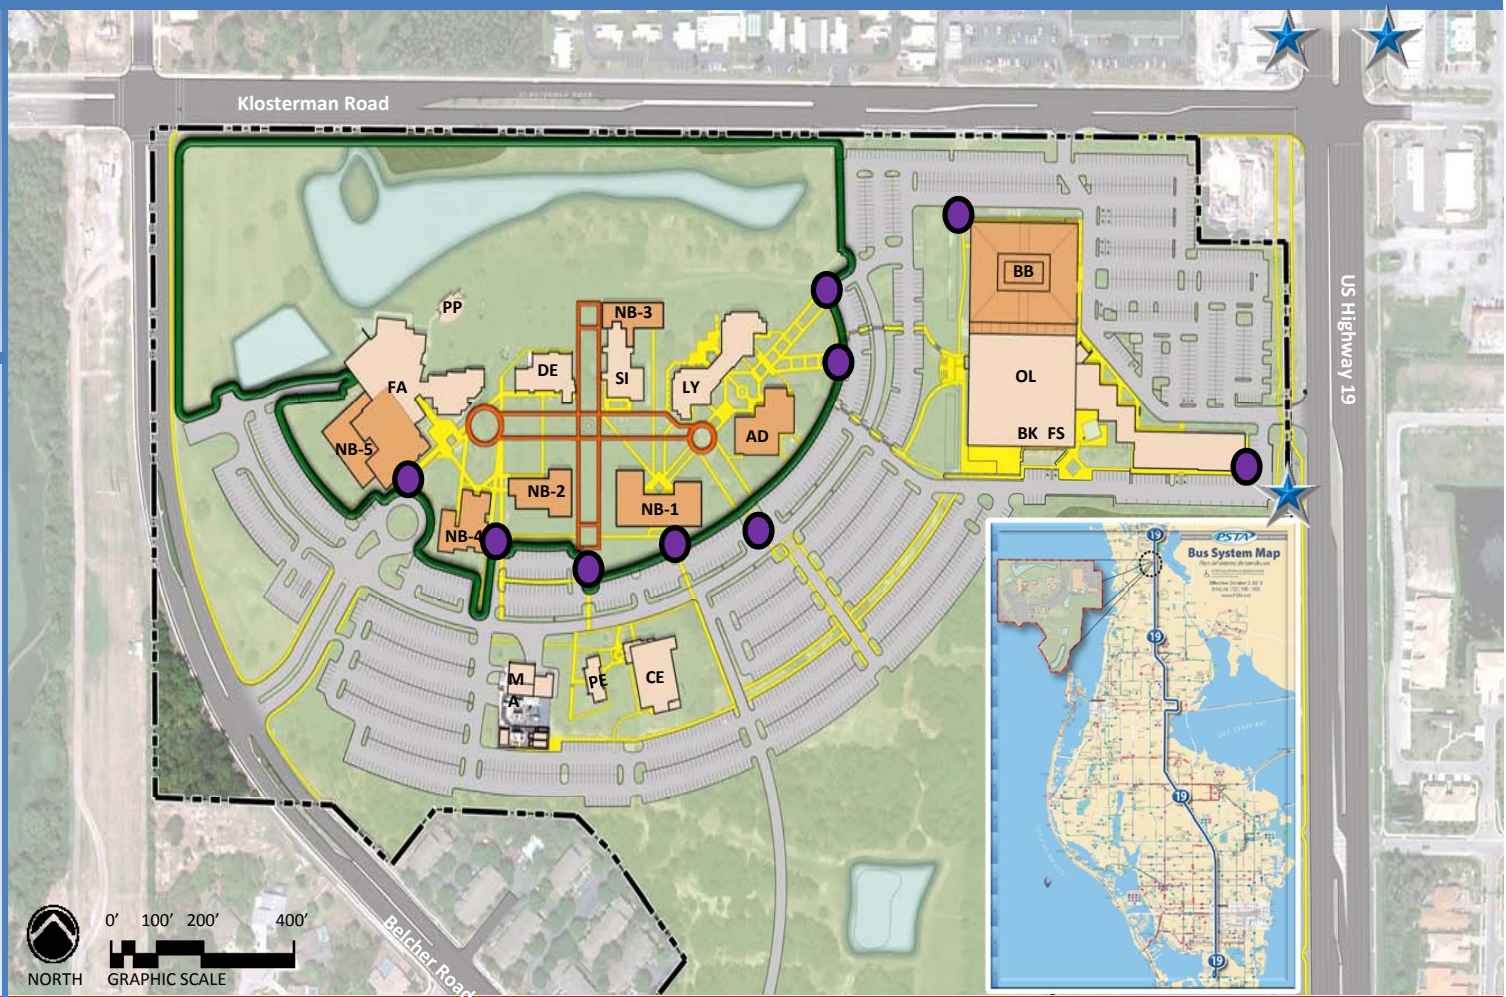 Klosterman Road
PP
NB-3
BB
FA
DE
SI
LY
OL
AD
BK FS
NB-5
NB-2
NB-1
NB-4
US Highway 19
M
A
PE
CE
19
PSTA
Bus System Map
19
19
19
0' 100' 200' 400'
NORTH GRAPHIC SCALE
Belcher Road